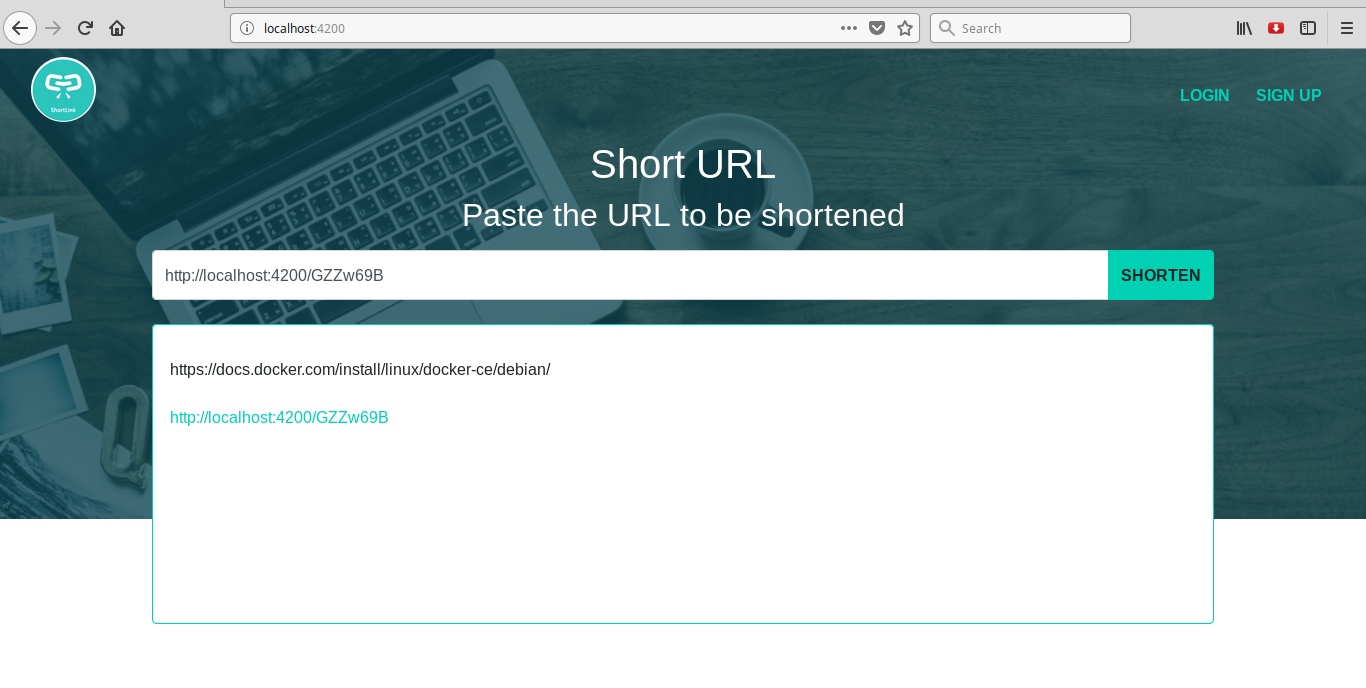 localhost:4200
Search
ShortLink
LOGIN SIGN UP
Short URL
Paste the URL to be shortened
http://localhost:4200/GZZw69B
SHORTEN
https://docs.docker.com/install/linux/docker-ce/debian/
http://localhost:4200/GZZw69B